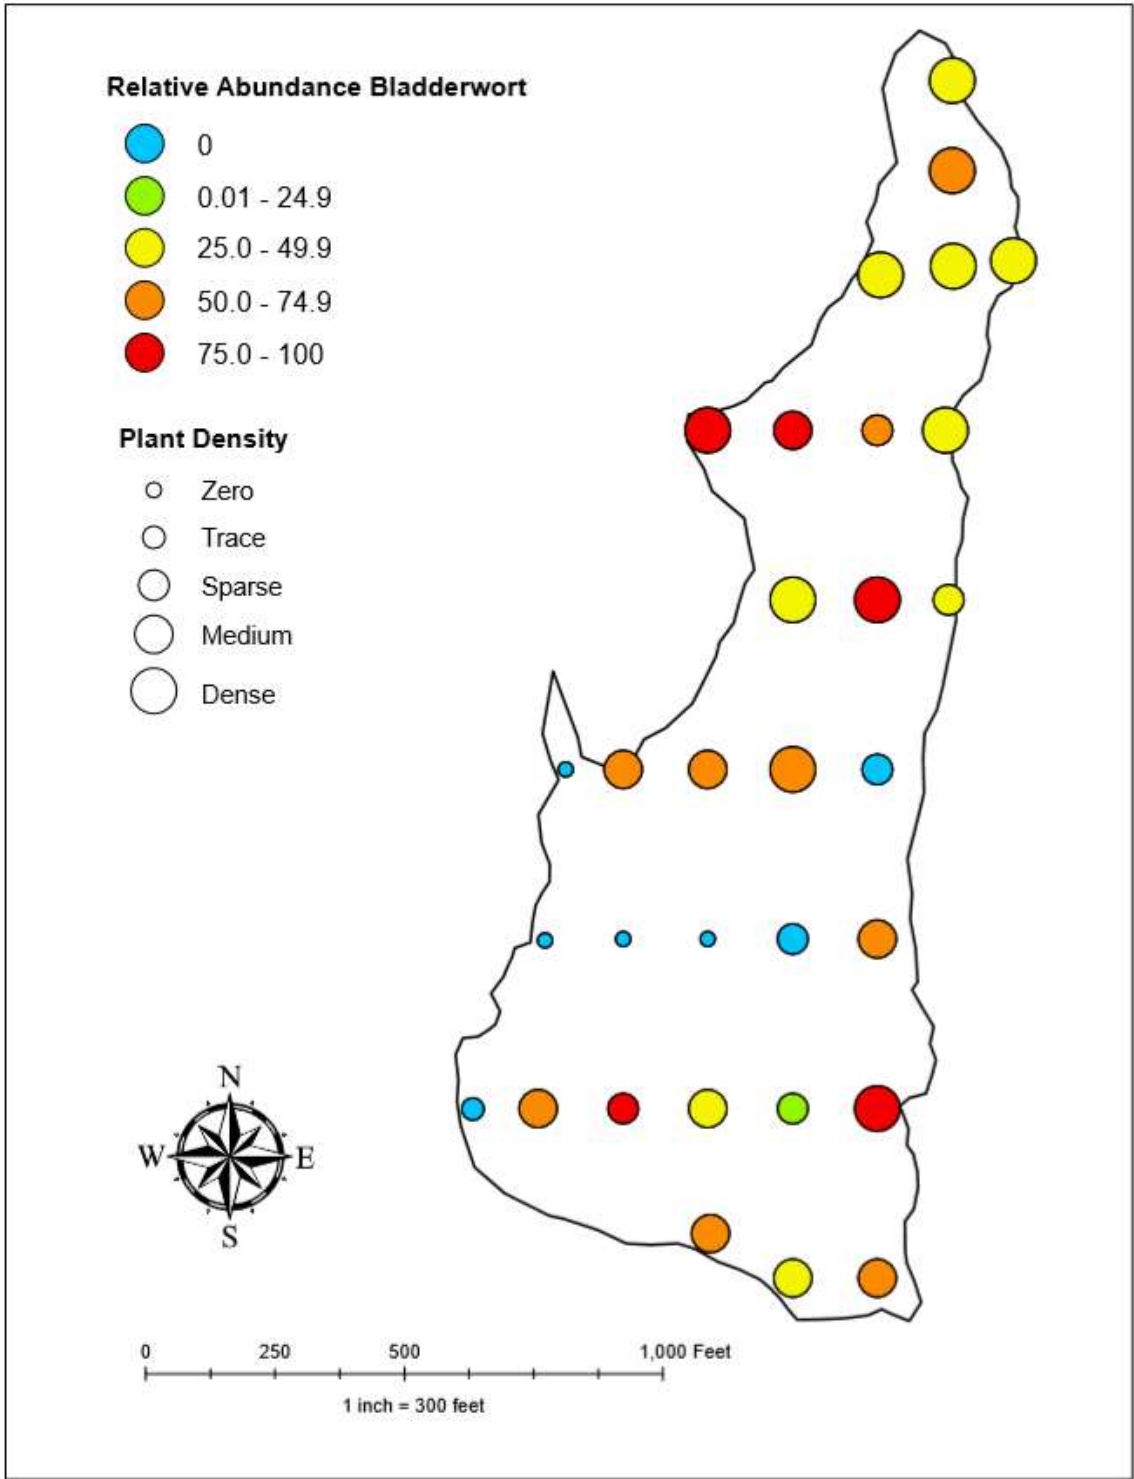 Relative Abundance Bladderwort
0
0.01 - 24.9
25.0 - 49.9
50.0 - 74.9
75.0 - 100
Plant Density
Zero
Trace
Sparse
Medium
Dense
N
W E
S
0 250 500 1,000 Feet
1 inch = 300 feet